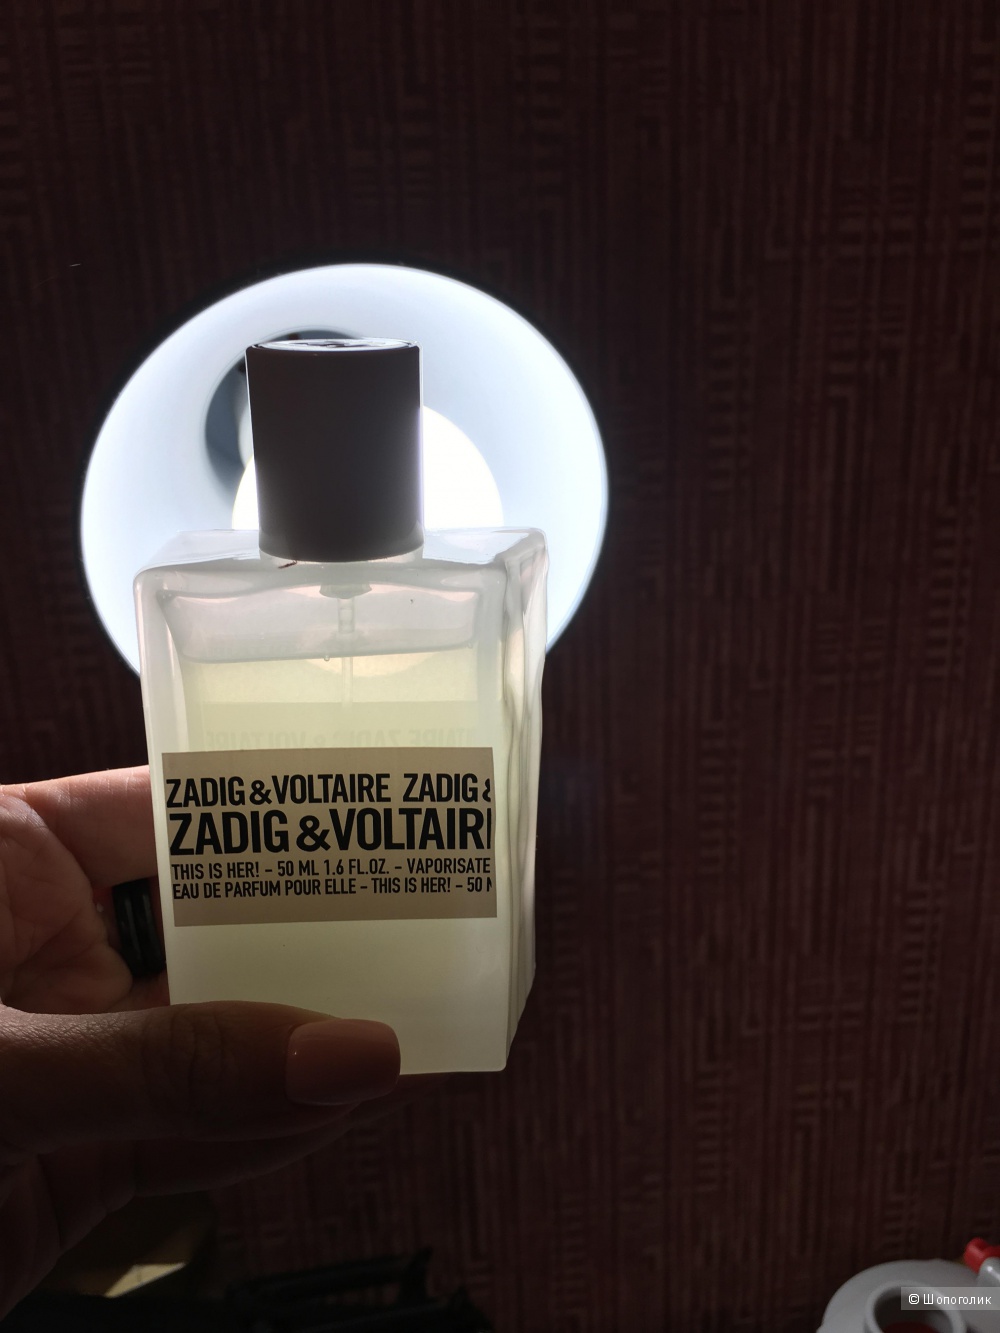 ZADIG & VOLTAIRE ZADIG &
ZADIG & VOLTAIR
THIS IS HER! – 50 ML 1.6 FL.OZ. – VAPORISATE
EAU DE PARFUM POUR ELLE – THIS IS HER! – 50
© Шопоголик